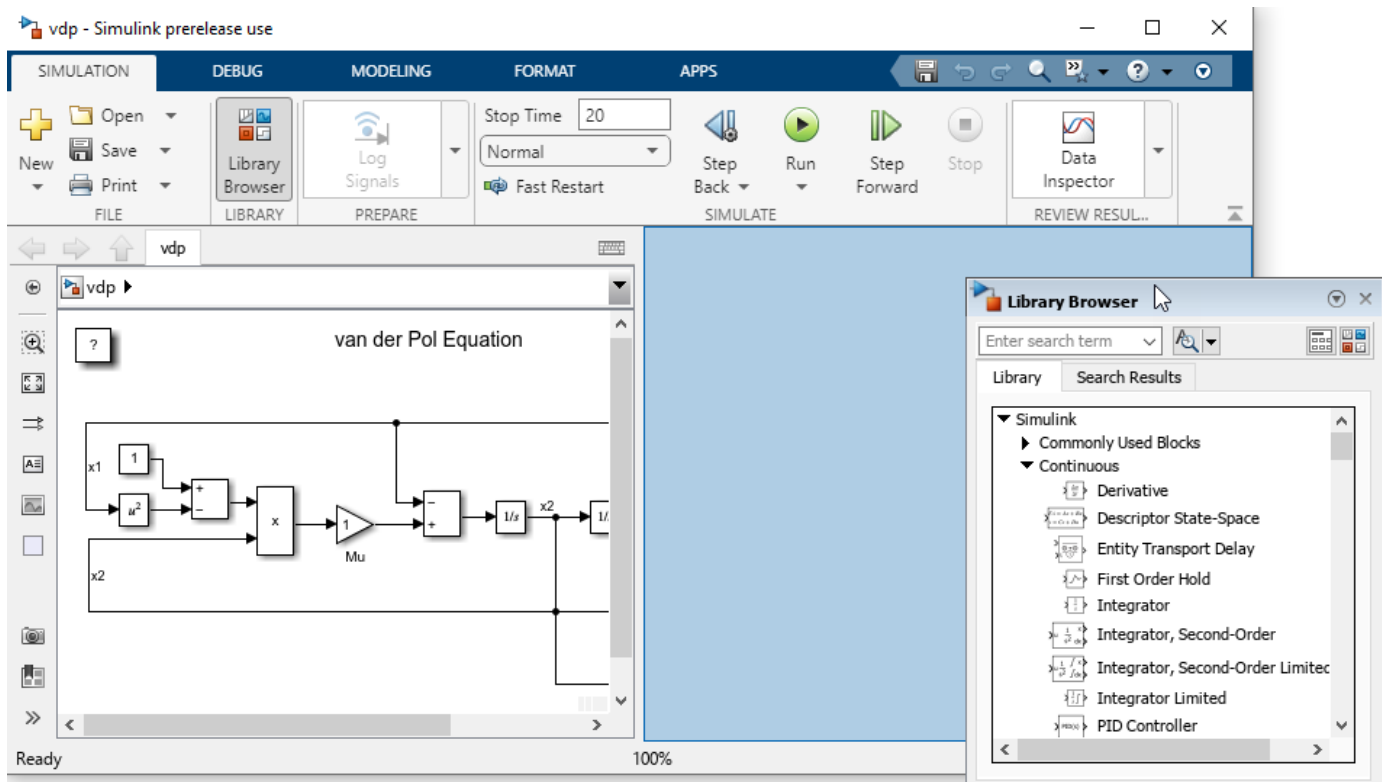 vdp - Simulink prerelease use
SIMULATION DEBUG MODELING FORMAT APPS
New
Open
Save
Print
FILE
Library
Browser
LIBRARY
Log
Signals
PREPARE
Stop Time 20
Normal
Fast Restart
Step
Back
Run
Step
Forward
Stop
SIMULATE
Data
Inspector
REVIEW RESUL...
vdp
vdp
?
van der Pol Equation
x1
1
u²
+
−
x
1
Mu
−
+
1/s
x2
1/
x2
Ready
100%
Library Browser
Enter search term
Library Search Results
Simulink
Commonly Used Blocks
Continuous
Derivative
Descriptor State-Space
Entity Transport Delay
First Order Hold
Integrator
Integrator, Second-Order
Integrator, Second-Order Limitec
Integrator Limited
PID Controller